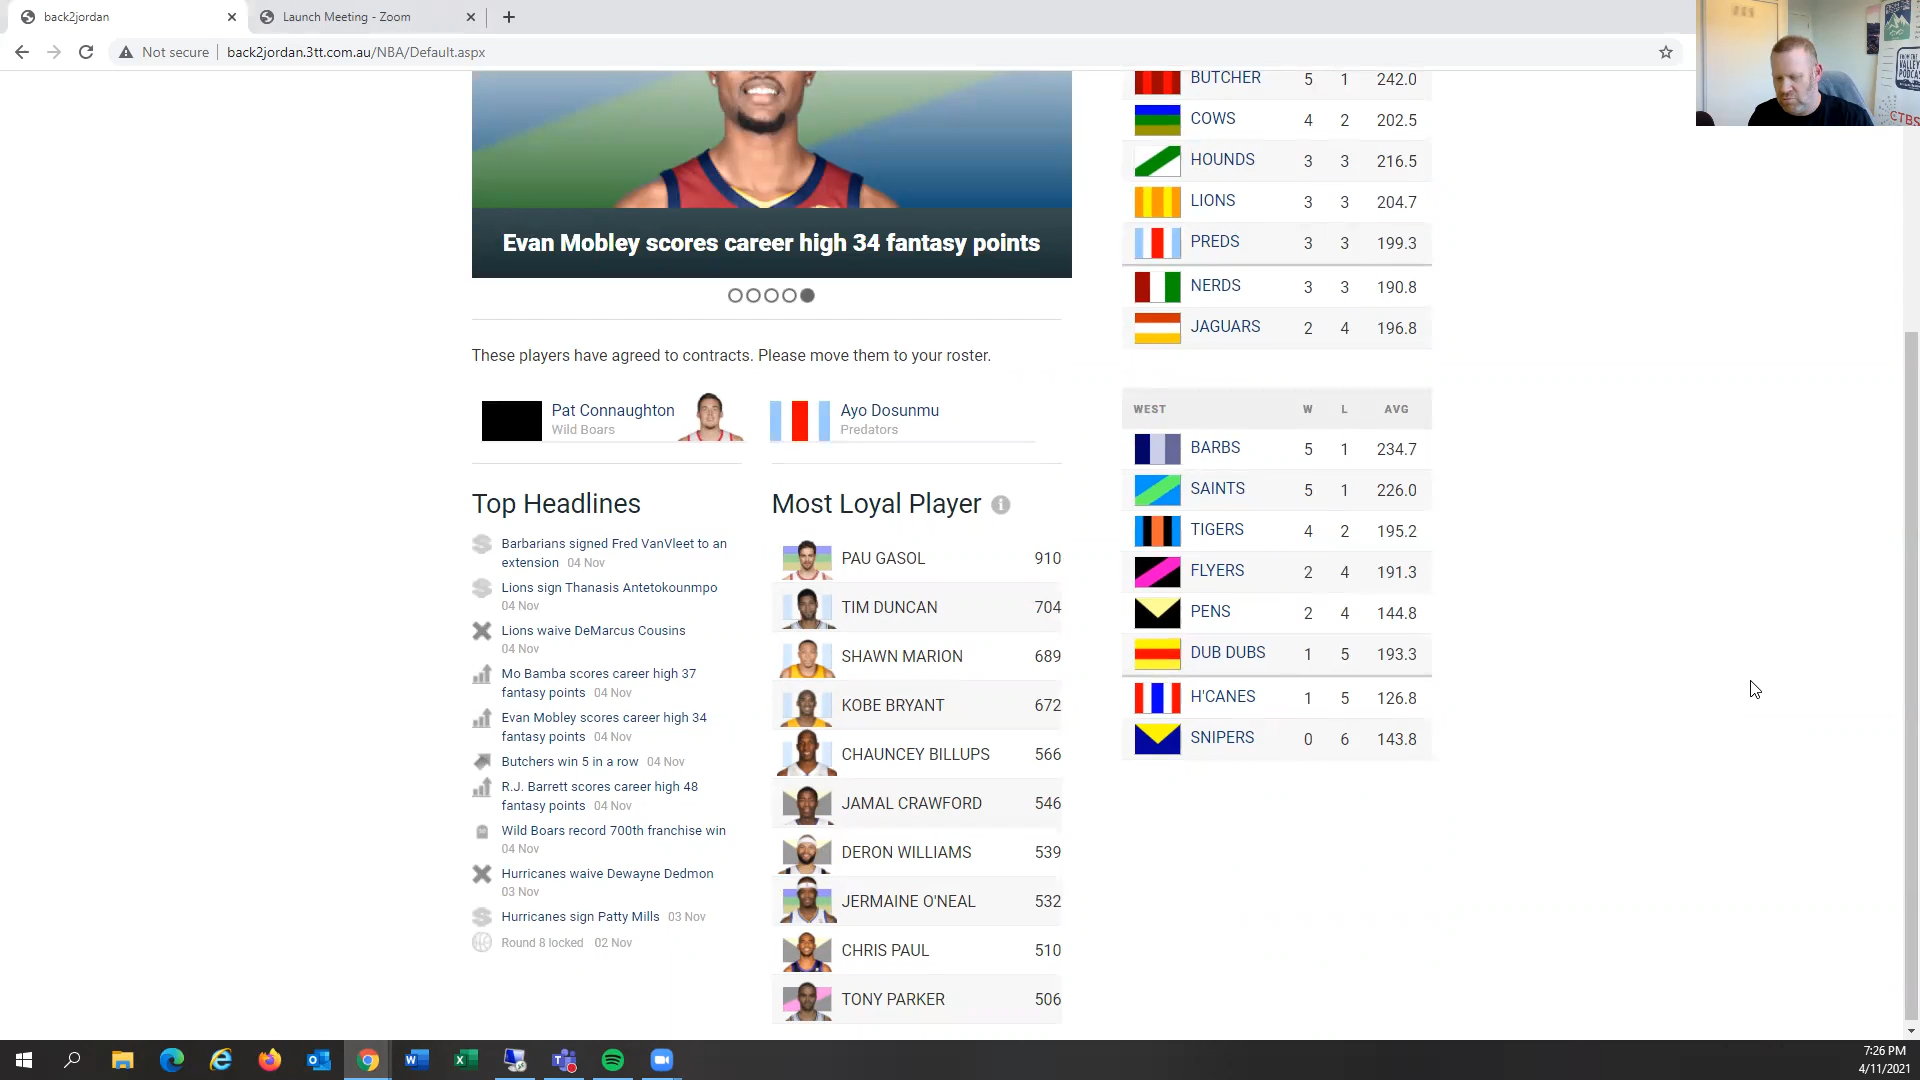 back2jordan
Launch Meeting - Zoom
Not secure
back2jordan.3tt.com.au/NBA/Default.aspx
FROM THE
VALLEY
PODCAS
CTBS
Evan Mobley scores career high 34 fantasy points
These players have agreed to contracts. Please move them to your roster.
Pat Connaughton
Wild Boars
Ayo Dosunmu
Predators
Top Headlines
Barbarians signed Fred VanVleet to an
extension 04 Nov
Lions sign Thanasis Antetokounmpo
04 Nov
Lions waive DeMarcus Cousins
04 Nov
Mo Bamba scores career high 37
fantasy points 04 Nov
Evan Mobley scores career high 34
fantasy points 04 Nov
Butchers win 5 in a row 04 Nov
R.J. Barrett scores career high 48
fantasy points 04 Nov
Wild Boars record 700th franchise win
04 Nov
Hurricanes waive Dewayne Dedmon
03 Nov
Hurricanes sign Patty Mills 03 Nov
Round 8 locked 02 Nov
Most Loyal Player
PAU GASOL 910
TIM DUNCAN 704
SHAWN MARION 689
KOBE BRYANT 672
CHAUNCEY BILLUPS 566
JAMAL CRAWFORD 546
DERON WILLIAMS 539
JERMAINE O'NEAL 532
CHRIS PAUL 510
TONY PARKER 506
BUTCHER 5 1 242.0
COWS 4 2 202.5
HOUNDS 3 3 216.5
LIONS 3 3 204.7
PREDS 3 3 199.3
NERDS 3 3 190.8
JAGUARS 2 4 196.8
WEST W L AVG
BARBS 5 1 234.7
SAINTS 5 1 226.0
TIGERS 4 2 195.2
FLYERS 2 4 191.3
PENS 2 4 144.8
DUB DUBS 1 5 193.3
H'CANES 1 5 126.8
SNIPERS 0 6 143.8
7:26 PM
4/11/2021